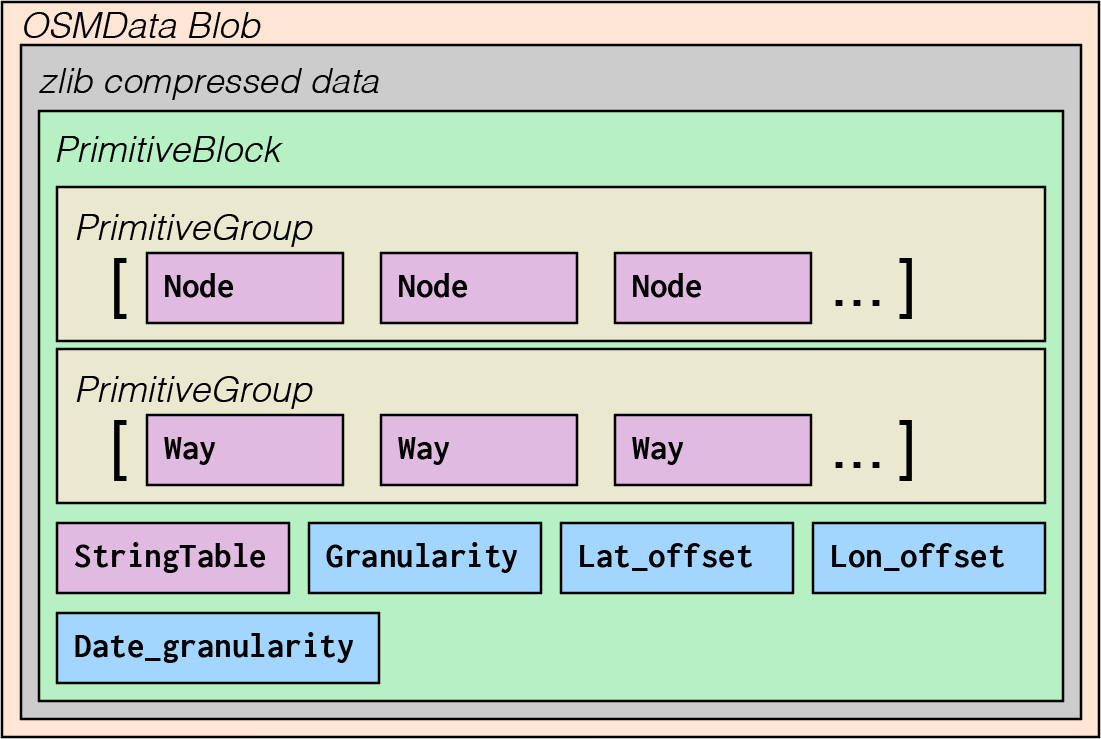 OSMData Blob
zlib compressed data
PrimitiveBlock
PrimitiveGroup
[ Node Node Node ... ]
PrimitiveGroup
[ Way Way Way ... ]
StringTable Granularity Lat_offset Lon_offset
Date_granularity